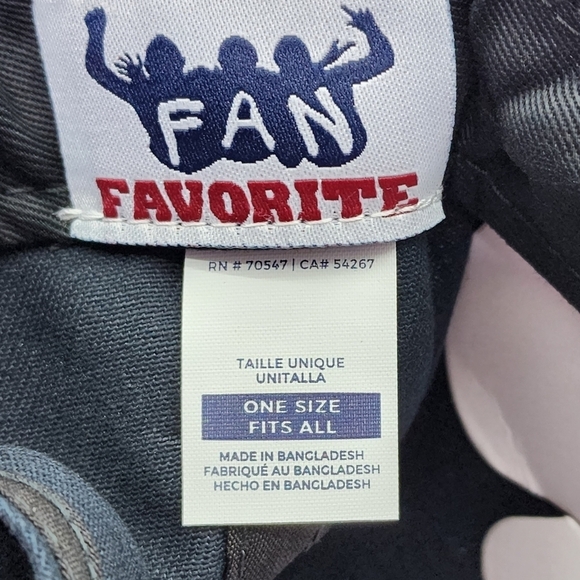 FAN
FAVORITE
RN # 70547 | CA# 54267
TAILLE UNIQUE
UNITALLA
ONE SIZE
FITS ALL
MADE IN BANGLADESH
FABRIQUÉ AU BANGLADESH
HECHO EN BANGLADESH